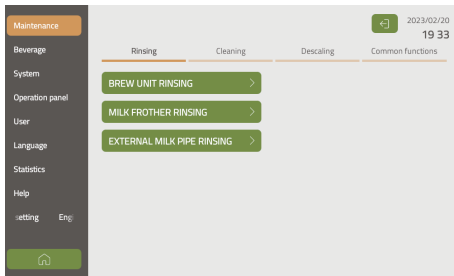 Maintenance
Beverage
System
Operation panel
User
Language
Statistics
Help
setting Engi
2023/02/20
19 33
Rinsing Cleaning Descaling Common functions
BREW UNIT RINSING
MILK FROTHER RINSING
EXTERNAL MILK PIPE RINSING